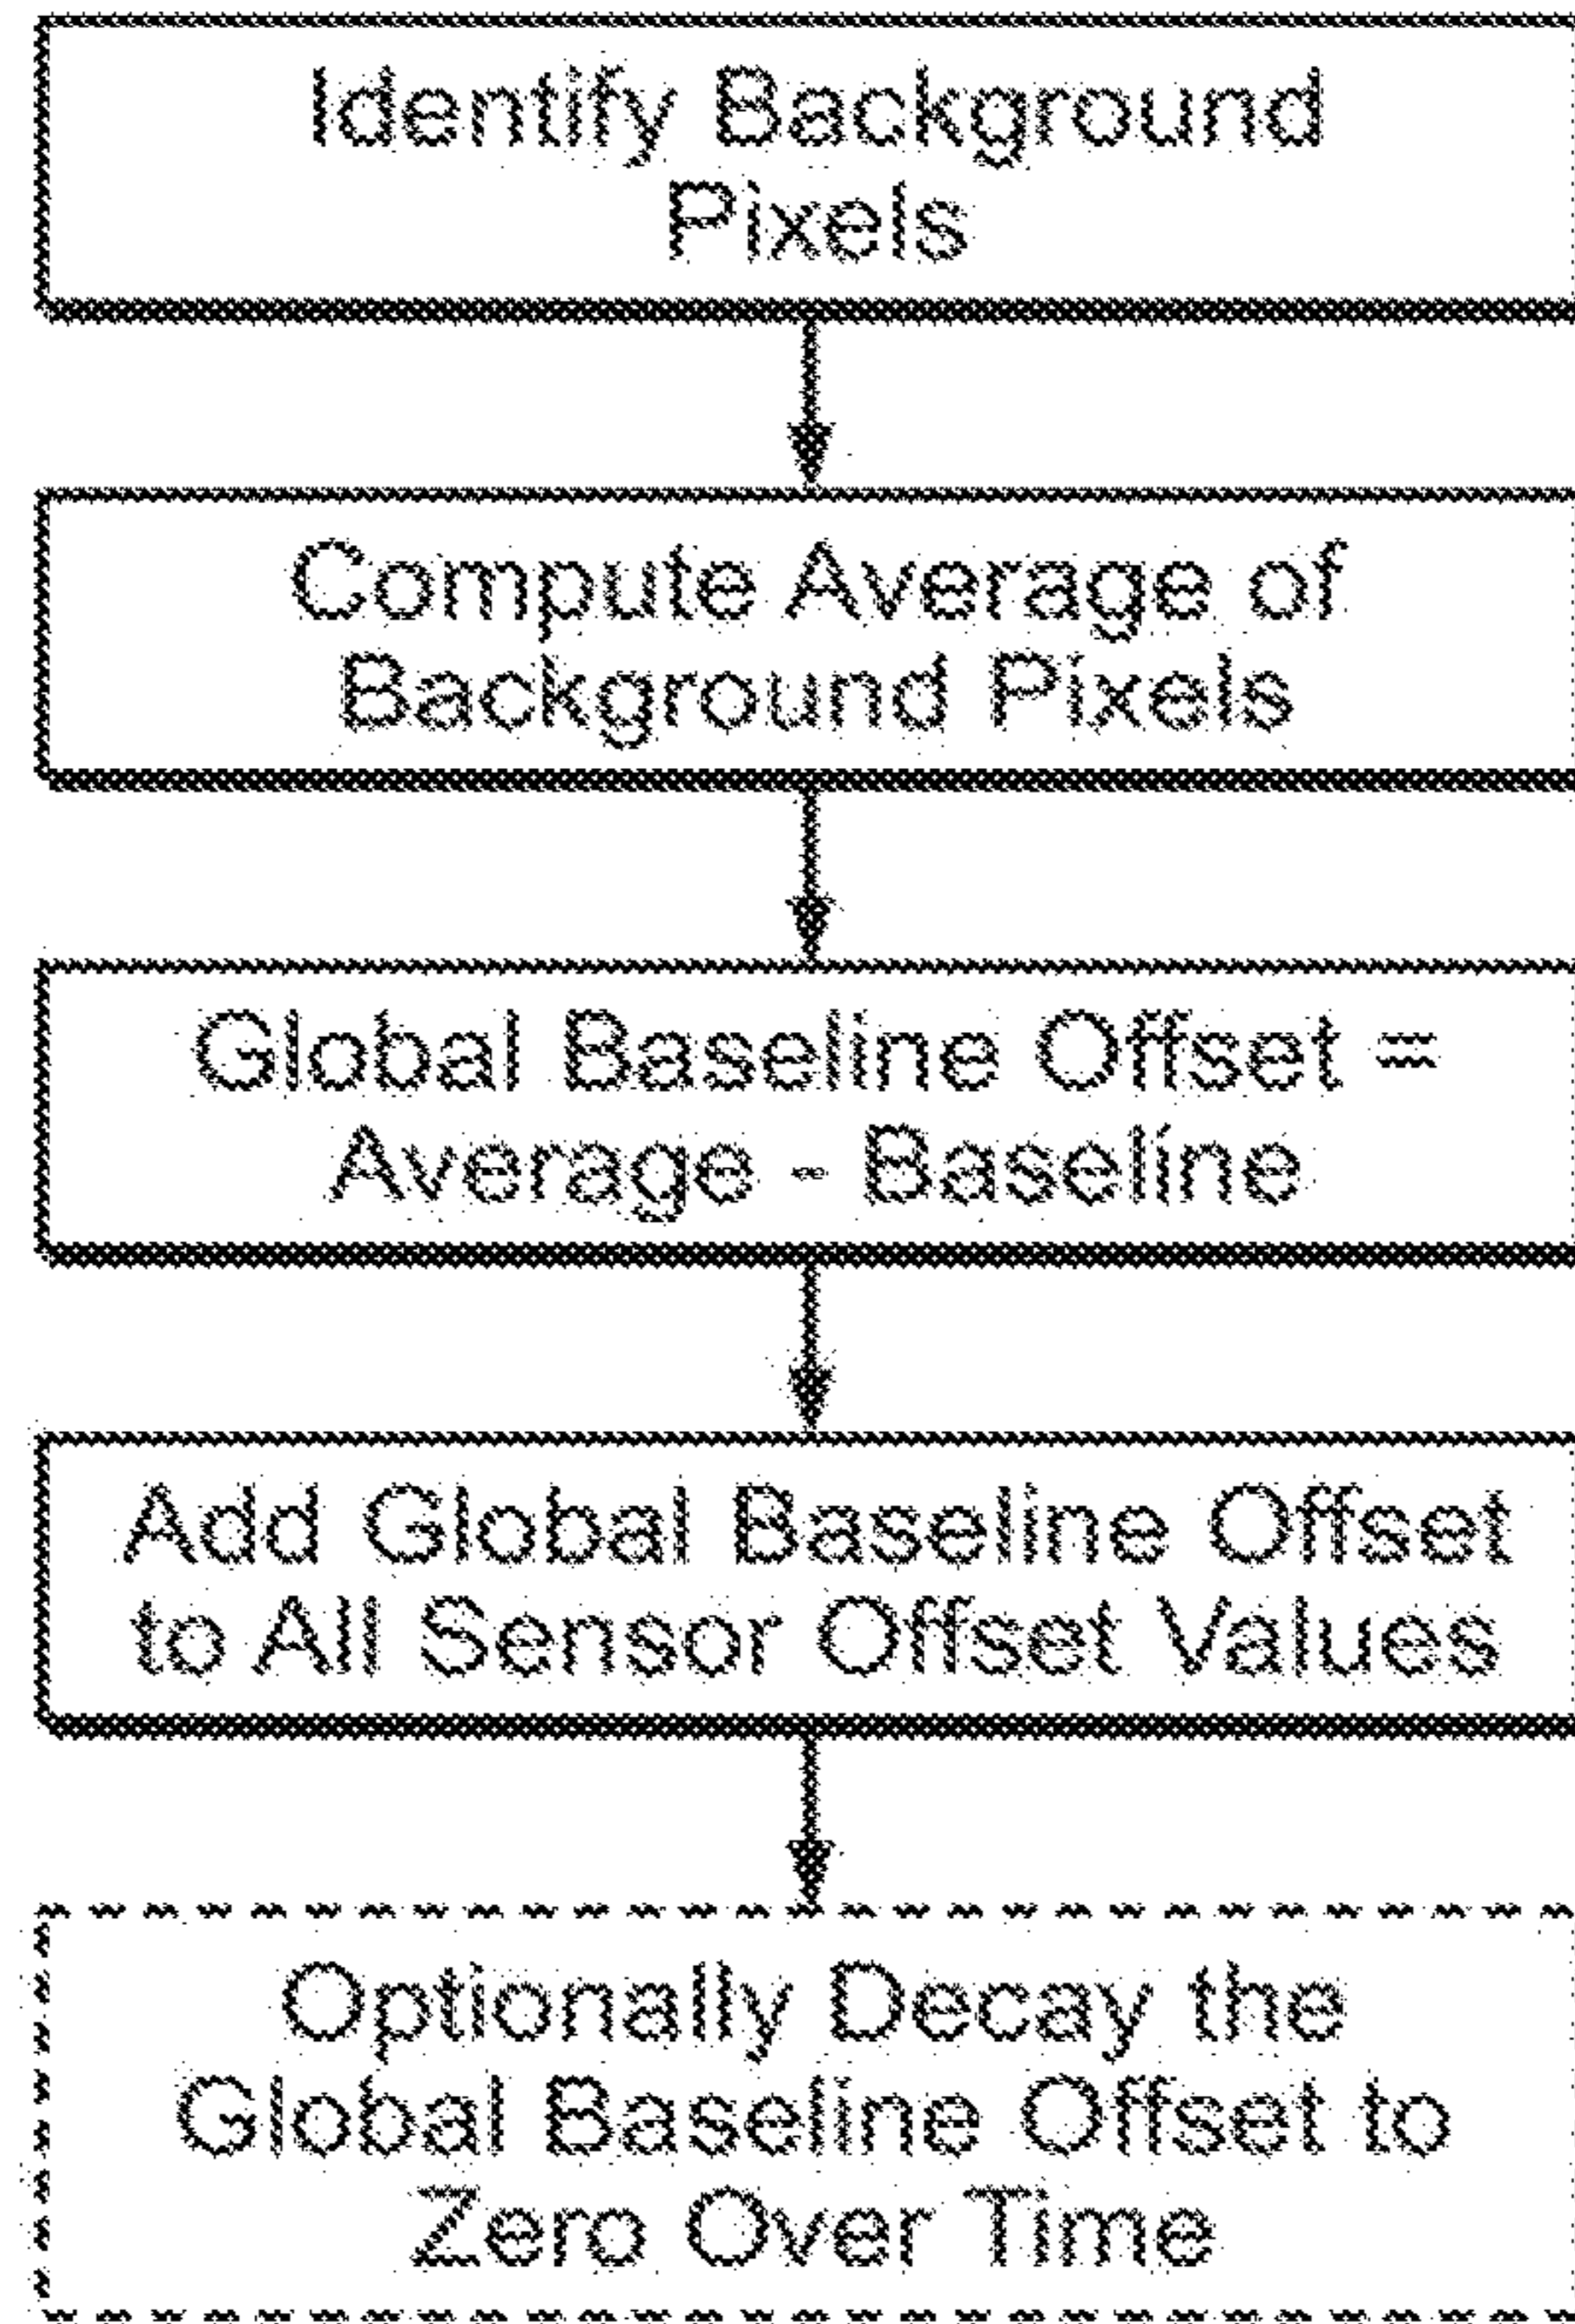 Identify Background
Pixels
Compute Average of
Background Pixels
Global Baseline Offset =
Average - Baseline
Add Global Baseline Offset
to All Sensor Offset Values
Optionally Decay the
Global Baseline Offset to
Zero Over Time